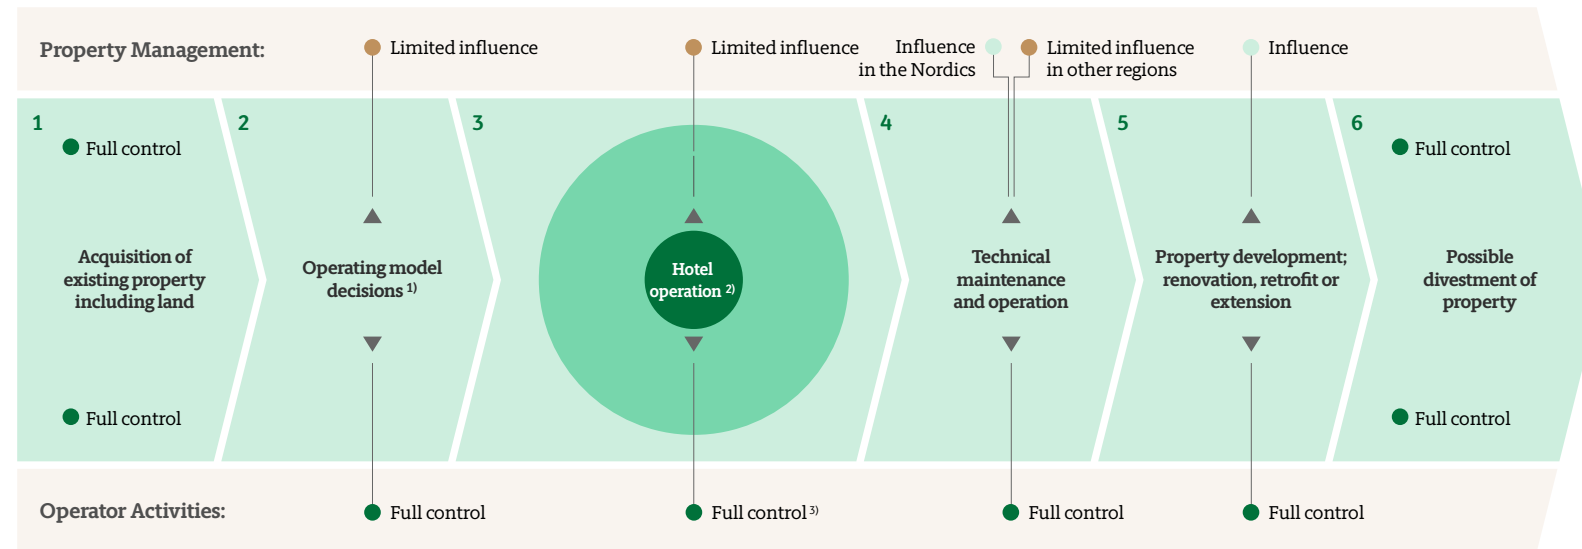 Property Management:
Limited influence
Limited influence
Influence
in the Nordics
Limited influence
in other regions
Influence
1
Full control
Acquisition of
existing property
including land
Full control
2
Operating model
decisions 1)
3
Hotel
operation 2)
4
Technical
maintenance
and operation
5
Property development;
renovation, retrofit or
extension
6
Full control
Possible
divestment of
property
Full control
Operator Activities:
Full control
Full control 3)
Full control
Full control